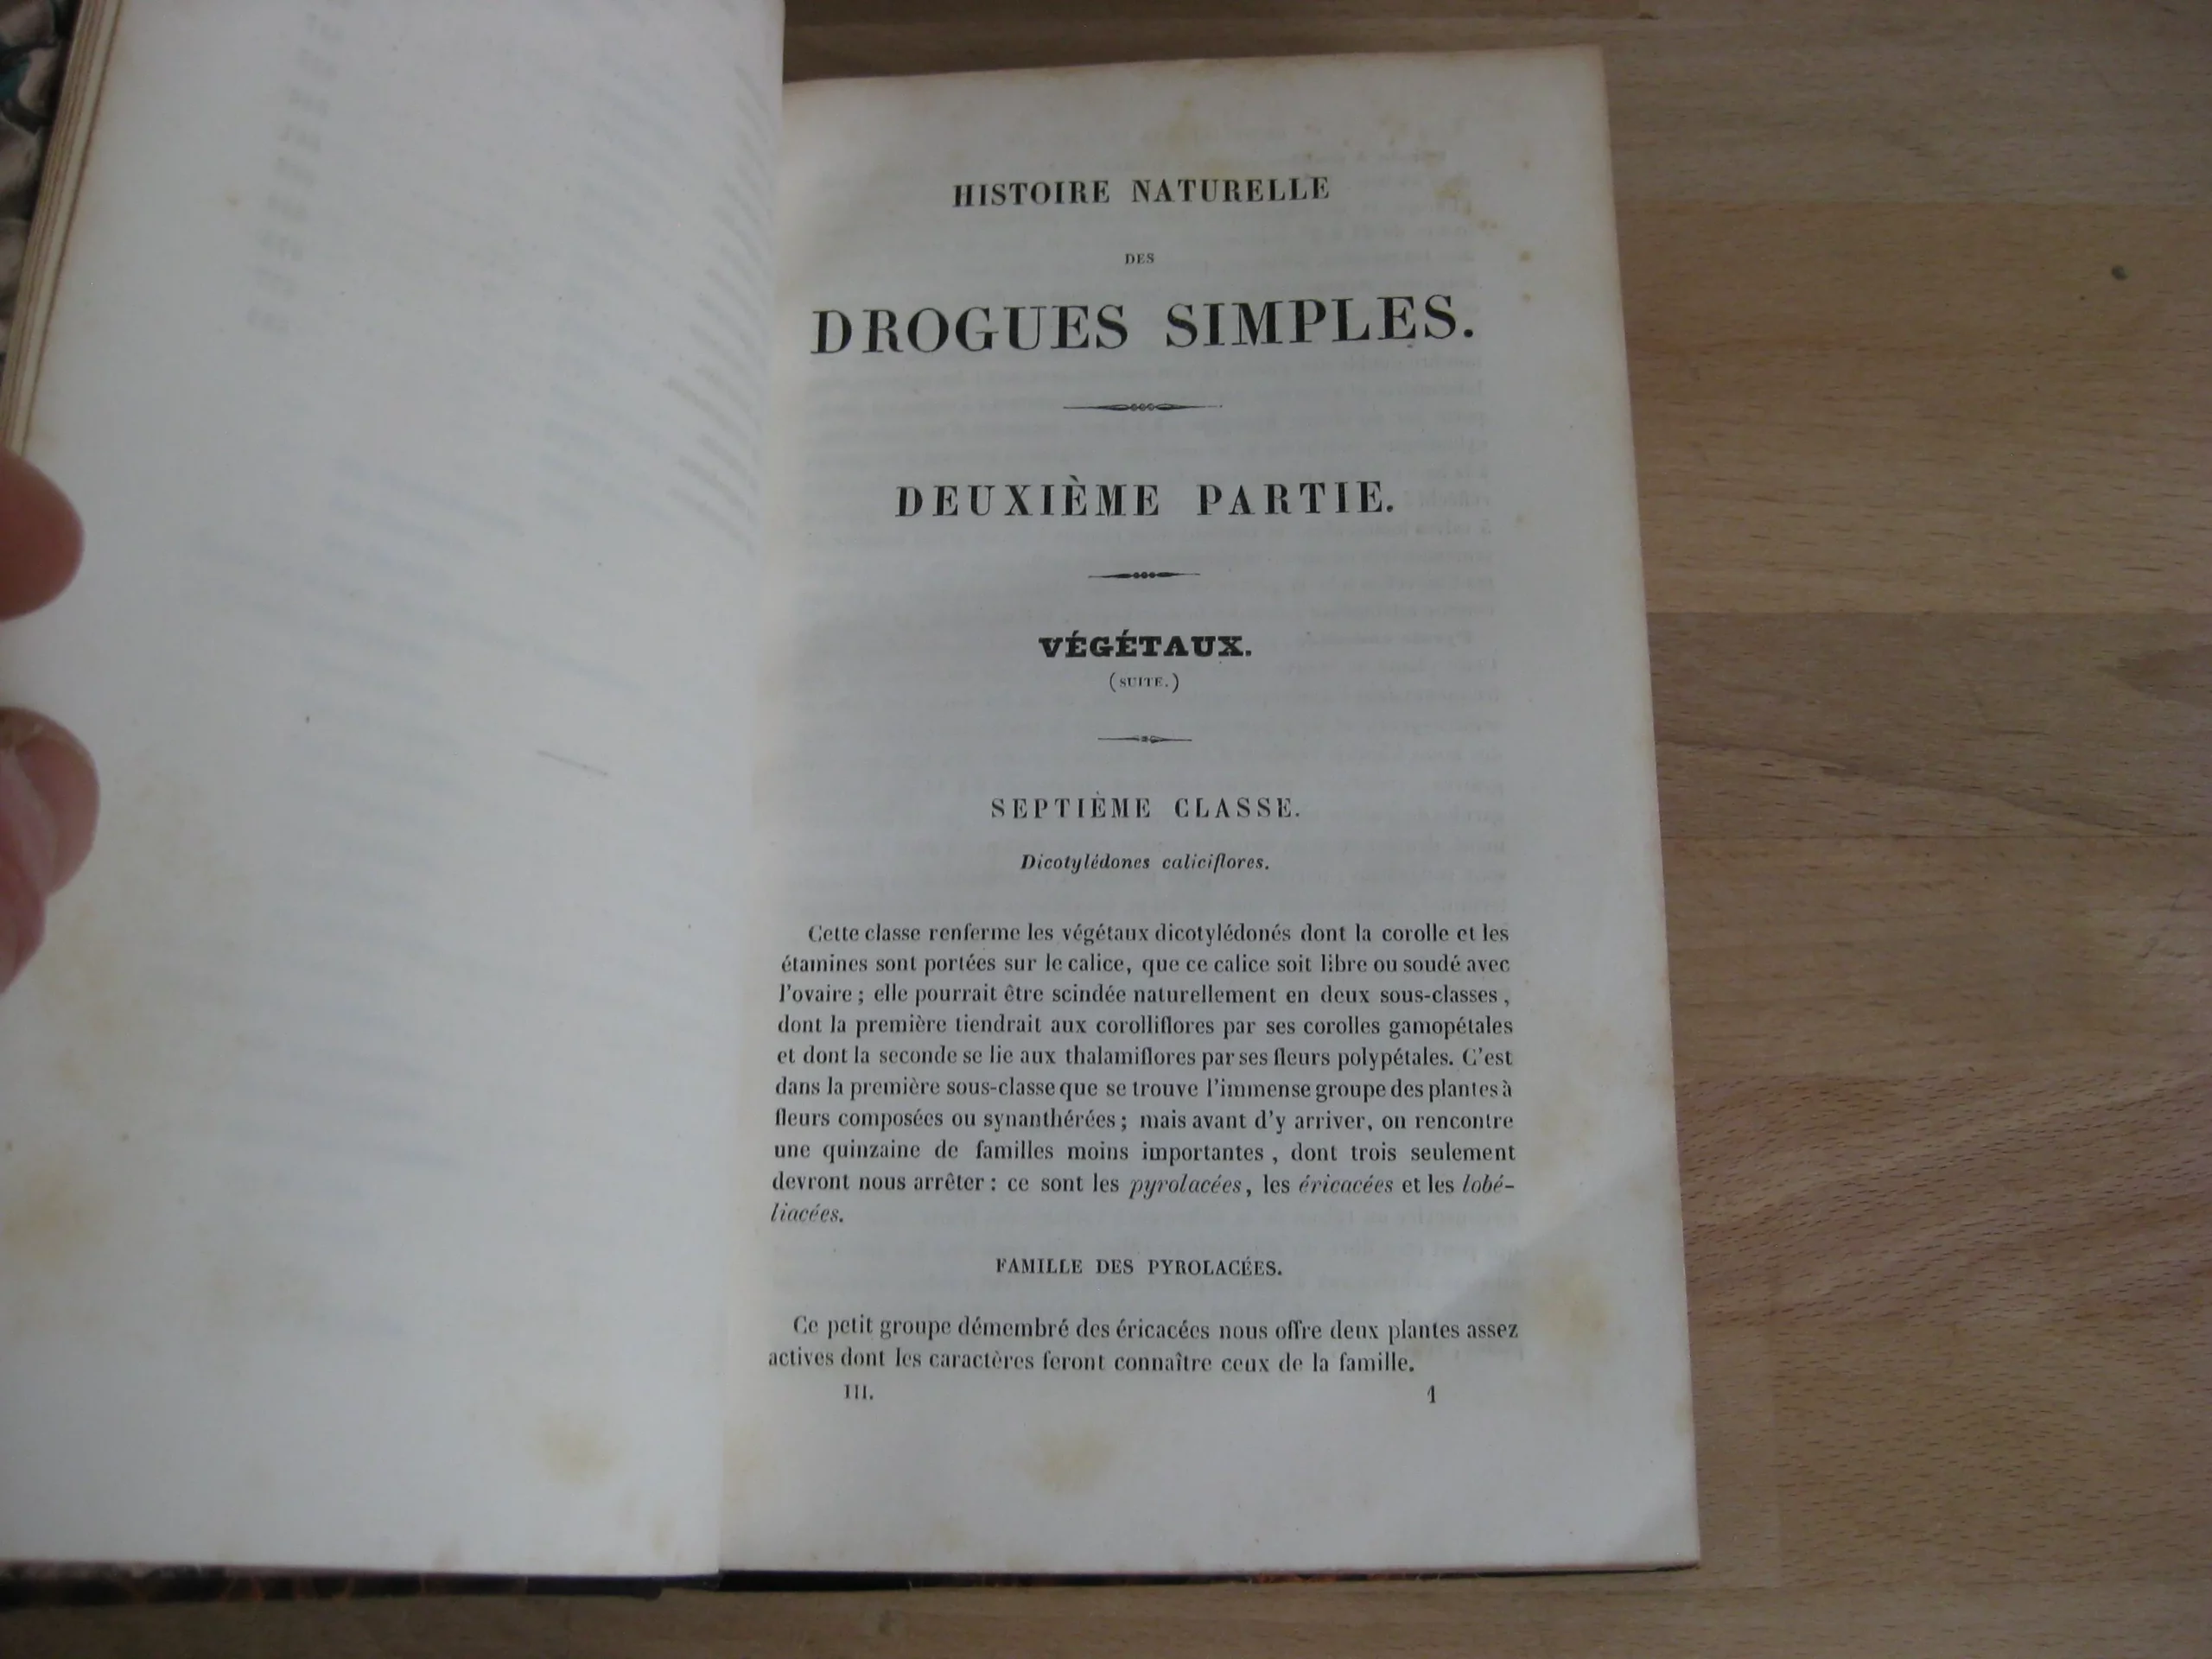 HISTOIRE NATURELLE
DES
DROGUES SIMPLES.
DEUXIÈME PARTIE.
VÉGÉTAUX.
(SUITE.)
SEPTIÈME CLASSE.
Dicotylédones caliciflores.
Cette classe renferme les végétaux dicotylédonés dont la corolle et les
étamines sont portées sur le calice, que ce calice soit libre ou soudé avec
l'ovaire ; elle pourrait être scindée naturellement en deux sous-classes,
dont la première tiendrait aux corolliflores par ses corolles gamopétales
et dont la seconde se lie aux thalamiflores par ses fleurs polypétales. C'est
dans la première sous-classe que se trouve l'immense groupe des plantes à
fleurs composées ou synanthérées ; mais avant d'y arriver, on rencontre
une quinzaine de familles moins importantes, dont trois seulement
devront nous arrêter : ce sont les pyrolacées, les éricacées et les lobé-
liacées.
FAMILLE DES PYROLACÉES.
Ce petit groupe démembré des éricacées nous offre deux plantes assez
actives dont les caractères feront connaître ceux de la famille.
III. 1